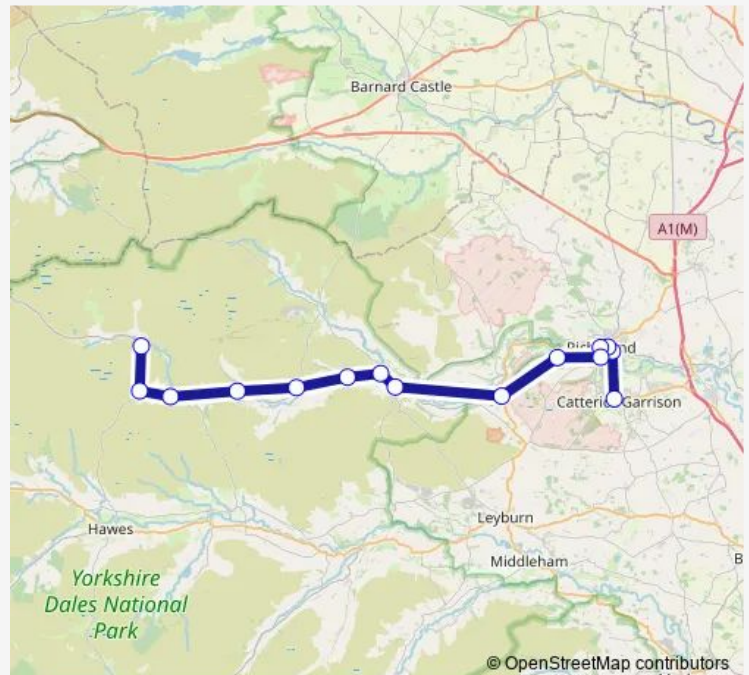 Barnard Castle
A1(M)
Catterick Garrison
Leyburn
Hawes
Middleham
B
Yorkshire
Dales National
Park
© OpenStreetMap contributors